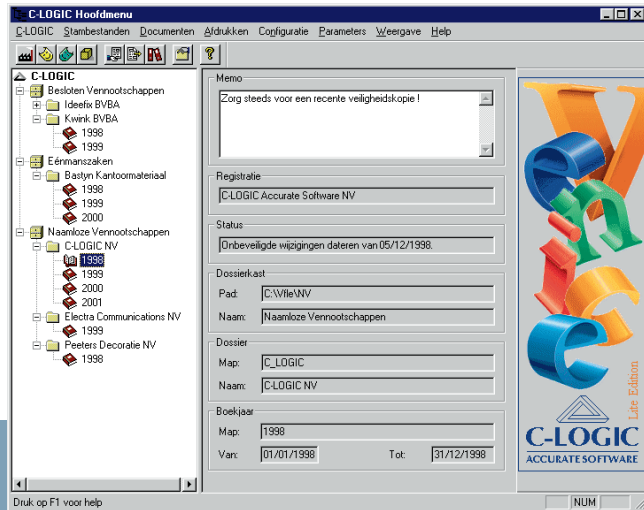 C-LOGIC Hoofdmenu
C-LOGIC Stambestanden Documenten Afdrukken Configuratie Parameters Weergave Help
C-LOGIC
Besloten Vennootschappen
Ideefix BVBA
Kwink BVBA
1998
1999
Eénmanszaken
Bastyn Kantoormateriaal
1998
1999
2000
Naamloze Vennootschappen
C-LOGIC NV
1998
1999
2000
2001
Electra Communications NV
1999
Peeters Decoratie NV
1998
Memo
Zorg steeds voor een recente veiligheidskopie !
Registratie
C-LOGIC Accurate Software NV
Status
Onbeveiligde wijzigingen dateren van 05/12/1998.
Dossierkast
Pad: C:\Vfle\NV
Naam: Naamloze Vennootschappen
Dossier
Map: C_LOGIC
Naam: C-LOGIC NV
Boekjaar
Map: 1998
Van: 01/01/1998 Tot: 31/12/1998
Venice
Lite Edition
C-LOGIC
ACCURATE SOFTWARE
Druk op F1 voor help
NUM